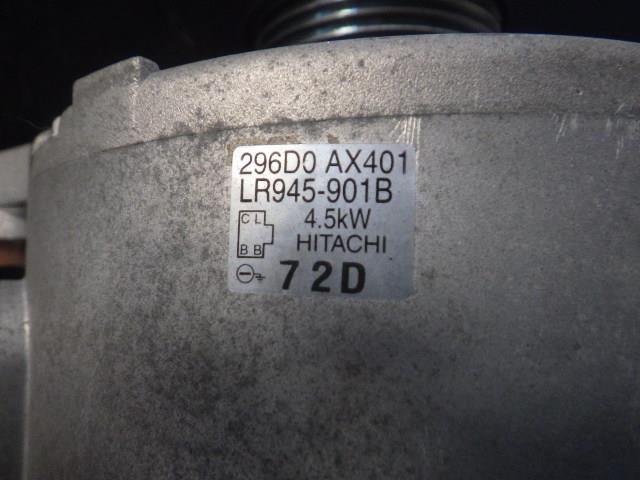 296D0 AX401
LR945-901B
C L 4.5kW
B B HITACHI
72D